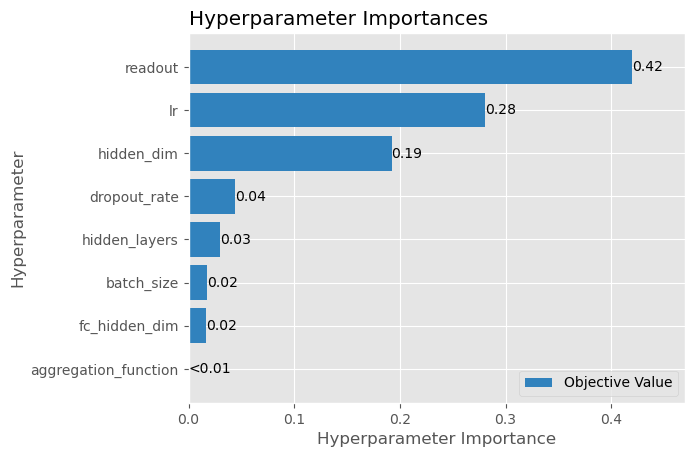 Hyperparameter Importances
Hyperparameter
readout
0.42
lr
0.28
hidden_dim
0.19
dropout_rate
0.04
hidden_layers
0.03
batch_size
0.02
fc_hidden_dim
0.02
aggregation_function
<0.01
Objective Value
0.0 0.1 0.2 0.3 0.4
Hyperparameter Importance